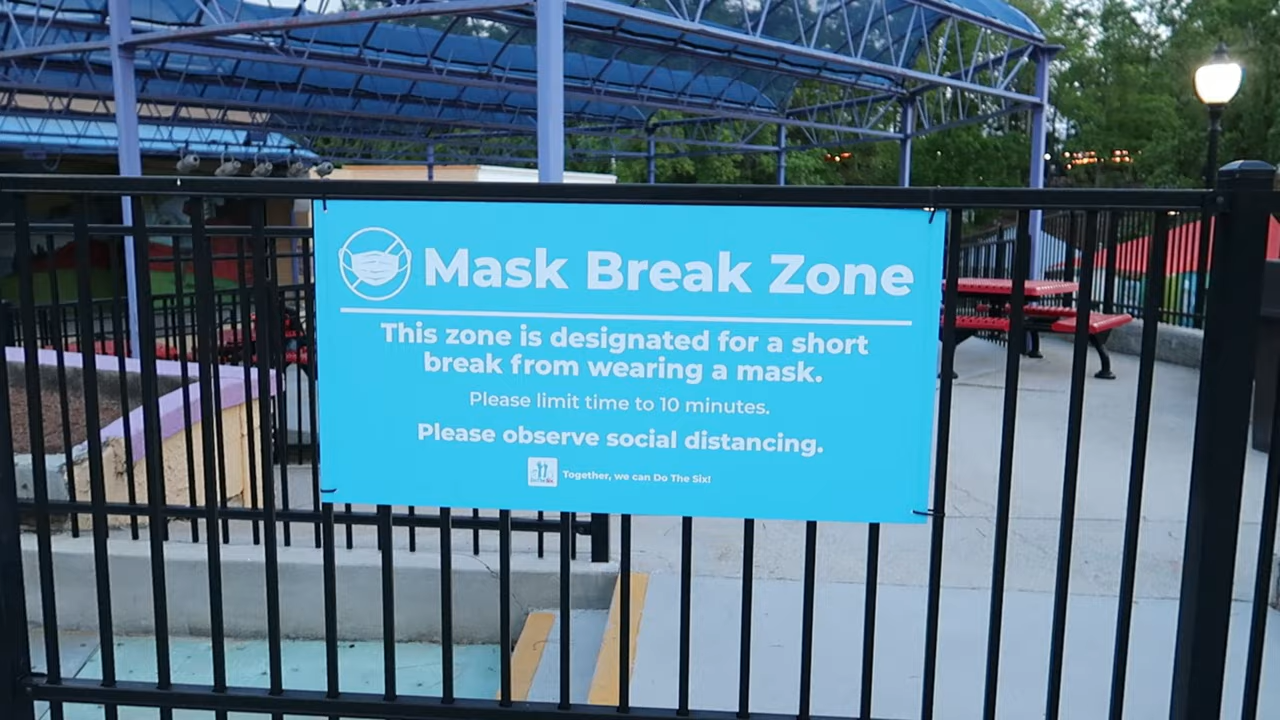 Mask Break Zone
This zone is designated for a short
break from wearing a mask.
Please limit time to 10 minutes.
Please observe social distancing.
Together, we can Do The Six!